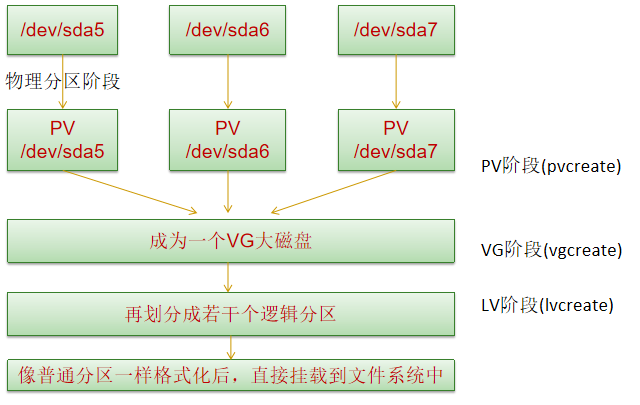 /dev/sda5
/dev/sda6
/dev/sda7
物理分区阶段
PV
/dev/sda5
PV
/dev/sda6
PV
/dev/sda7
PV阶段(pvcreate)
成为一个VG大磁盘
VG阶段(vgcreate)
再划分成若干个逻辑分区
LV阶段(lvcreate)
像普通分区一样格式化后，直接挂载到文件系统中